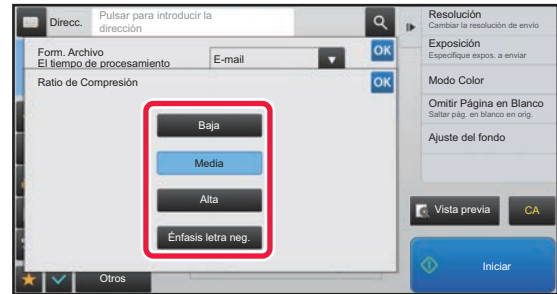 Direcc.
Pulsar para introducir la
dirección
Form. Archivo
El tiempo de procesamiento
E-mail
OK
Ratio de Compresión
OK
Baja
Media
Alta
Énfasis letra neg.
Otros
Resolución
Cambiar la resolución de envío
Exposición
Especifique expos. a enviar
Modo Color
Omitir Página en Blanco
Saltar pág. en blanco en orig.
Ajuste del fondo
Vista previa
CA
Iniciar